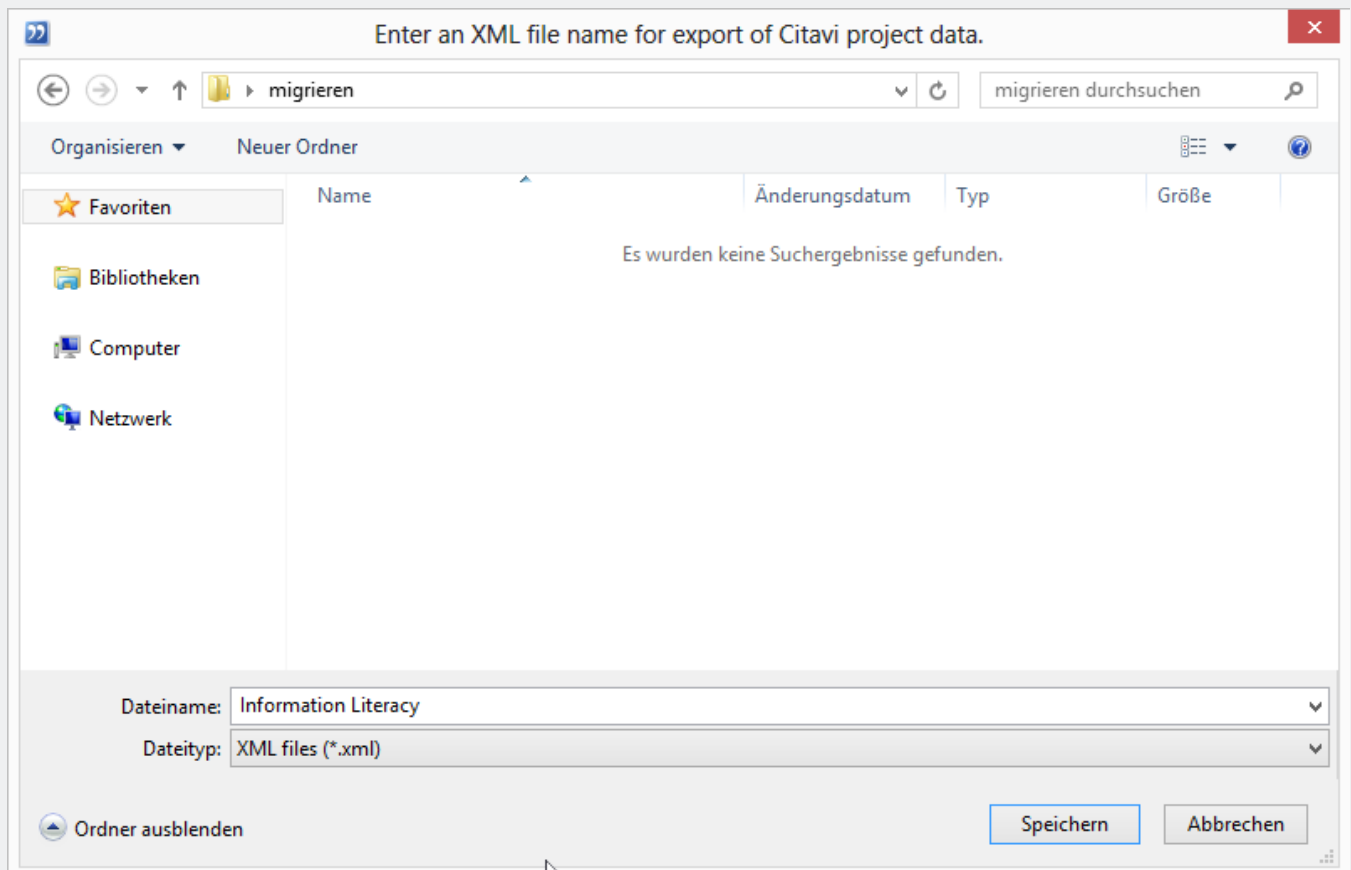 Enter an XML file name for export of Citavi project data.
migrieren
migrieren durchsuchen
Organisieren
Neuer Ordner
Name
Änderungsdatum
Typ
Größe
Favoriten
Es wurden keine Suchergebnisse gefunden.
Bibliotheken
Computer
Netzwerk
Dateiname: Information Literacy
Dateityp: XML files (*.xml)
Ordner ausblenden
Speichern
Abbrechen